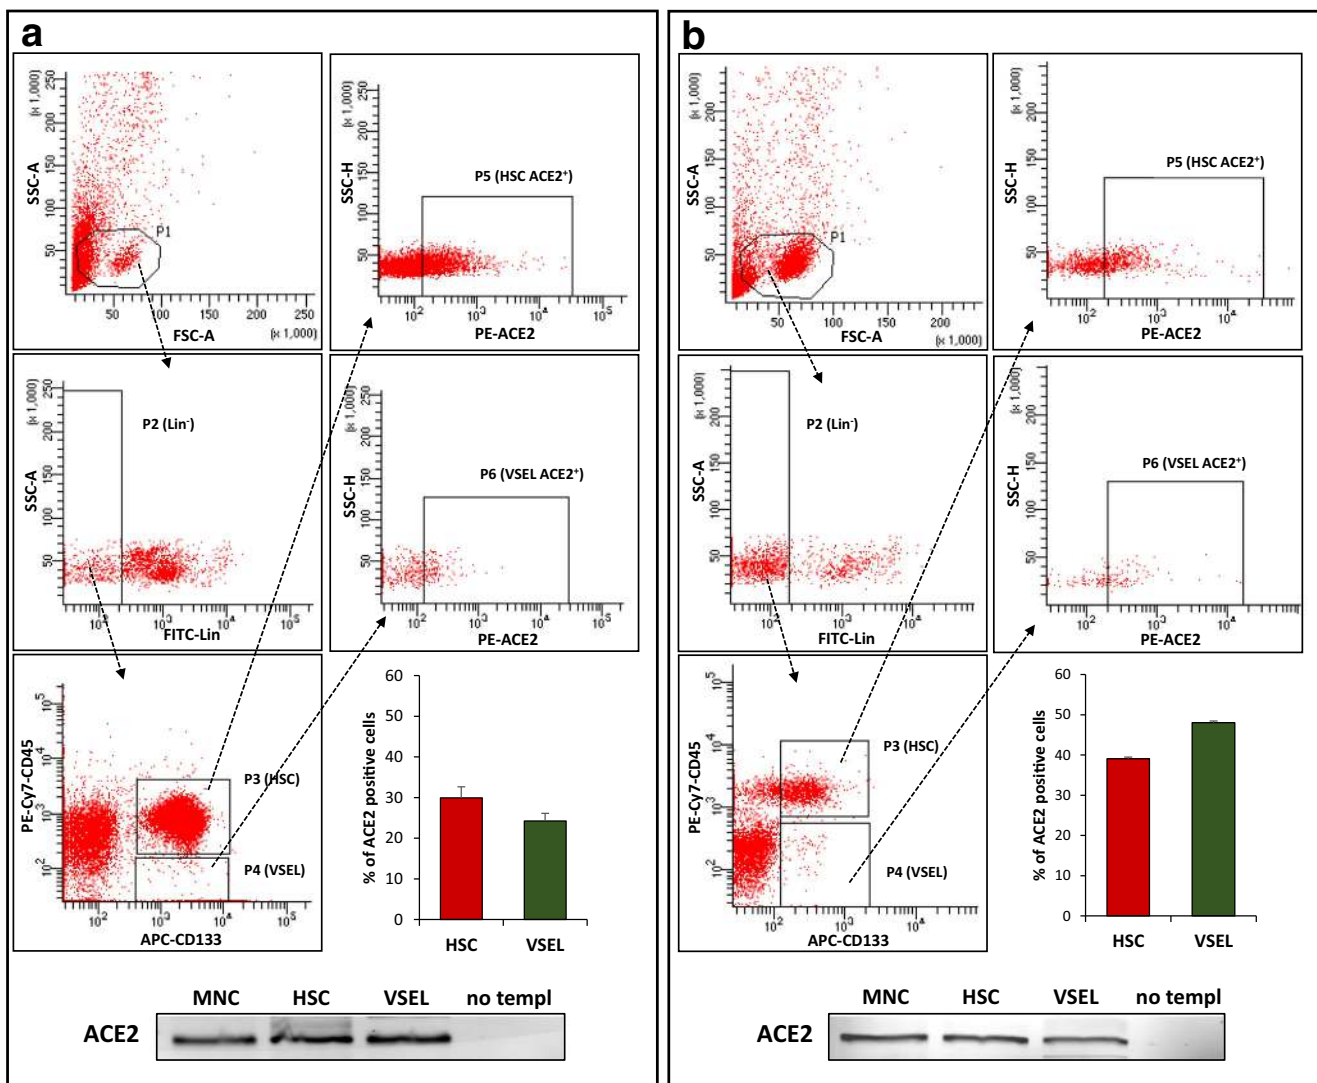 a
250
200
150
100
50
(x 1,000)
SSC-A
P1
50 100 150 200 250
(x 1,000)
FSC-A
250
200
150
100
50
(x 1,000)
SSC-H
P5 (HSC ACE2⁺)
10² 10³ 10⁴ 10⁵
PE-ACE2
250
200
150
100
50
(x 1,000)
SSC-A
P2 (Lin⁻)
10² 10³ 10⁴ 10⁵
FITC-Lin
250
200
150
100
50
(x 1,000)
SSC-H
P6 (VSEL ACE2⁺)
10² 10³ 10⁴ 10⁵
PE-ACE2
10⁵
10⁴
10³
10²
PE-Cy7-CD45
P3 (HSC)
P4 (VSEL)
10² 10³ 10⁴ 10⁵
APC-CD133
60
50
40
30
20
10
0
% of ACE2 positive cells
HSC VSEL
MNC HSC VSEL no templ
ACE2
b
250
200
150
100
50
(x 1,000)
SSC-A
P1
50 100 150 200
(x 1,000)
FSC-A
250
200
150
100
50
(x 1,000)
SSC-H
P5 (HSC ACE2⁺)
10² 10³ 10⁴
PE-ACE2
250
200
150
100
50
(x 1,000)
SSC-A
P2 (Lin⁻)
10² 10³ 10⁴
FITC-Lin
250
200
150
100
50
(x 1,000)
SSC-H
P6 (VSEL ACE2⁺)
10² 10³ 10⁴
PE-ACE2
10⁵
10⁴
10³
10²
PE-Cy7-CD45
P3 (HSC)
P4 (VSEL)
10² 10³ 10⁴
APC-CD133
60
50
40
30
20
10
0
% of ACE2 positive cells
HSC VSEL
MNC HSC VSEL no templ
ACE2